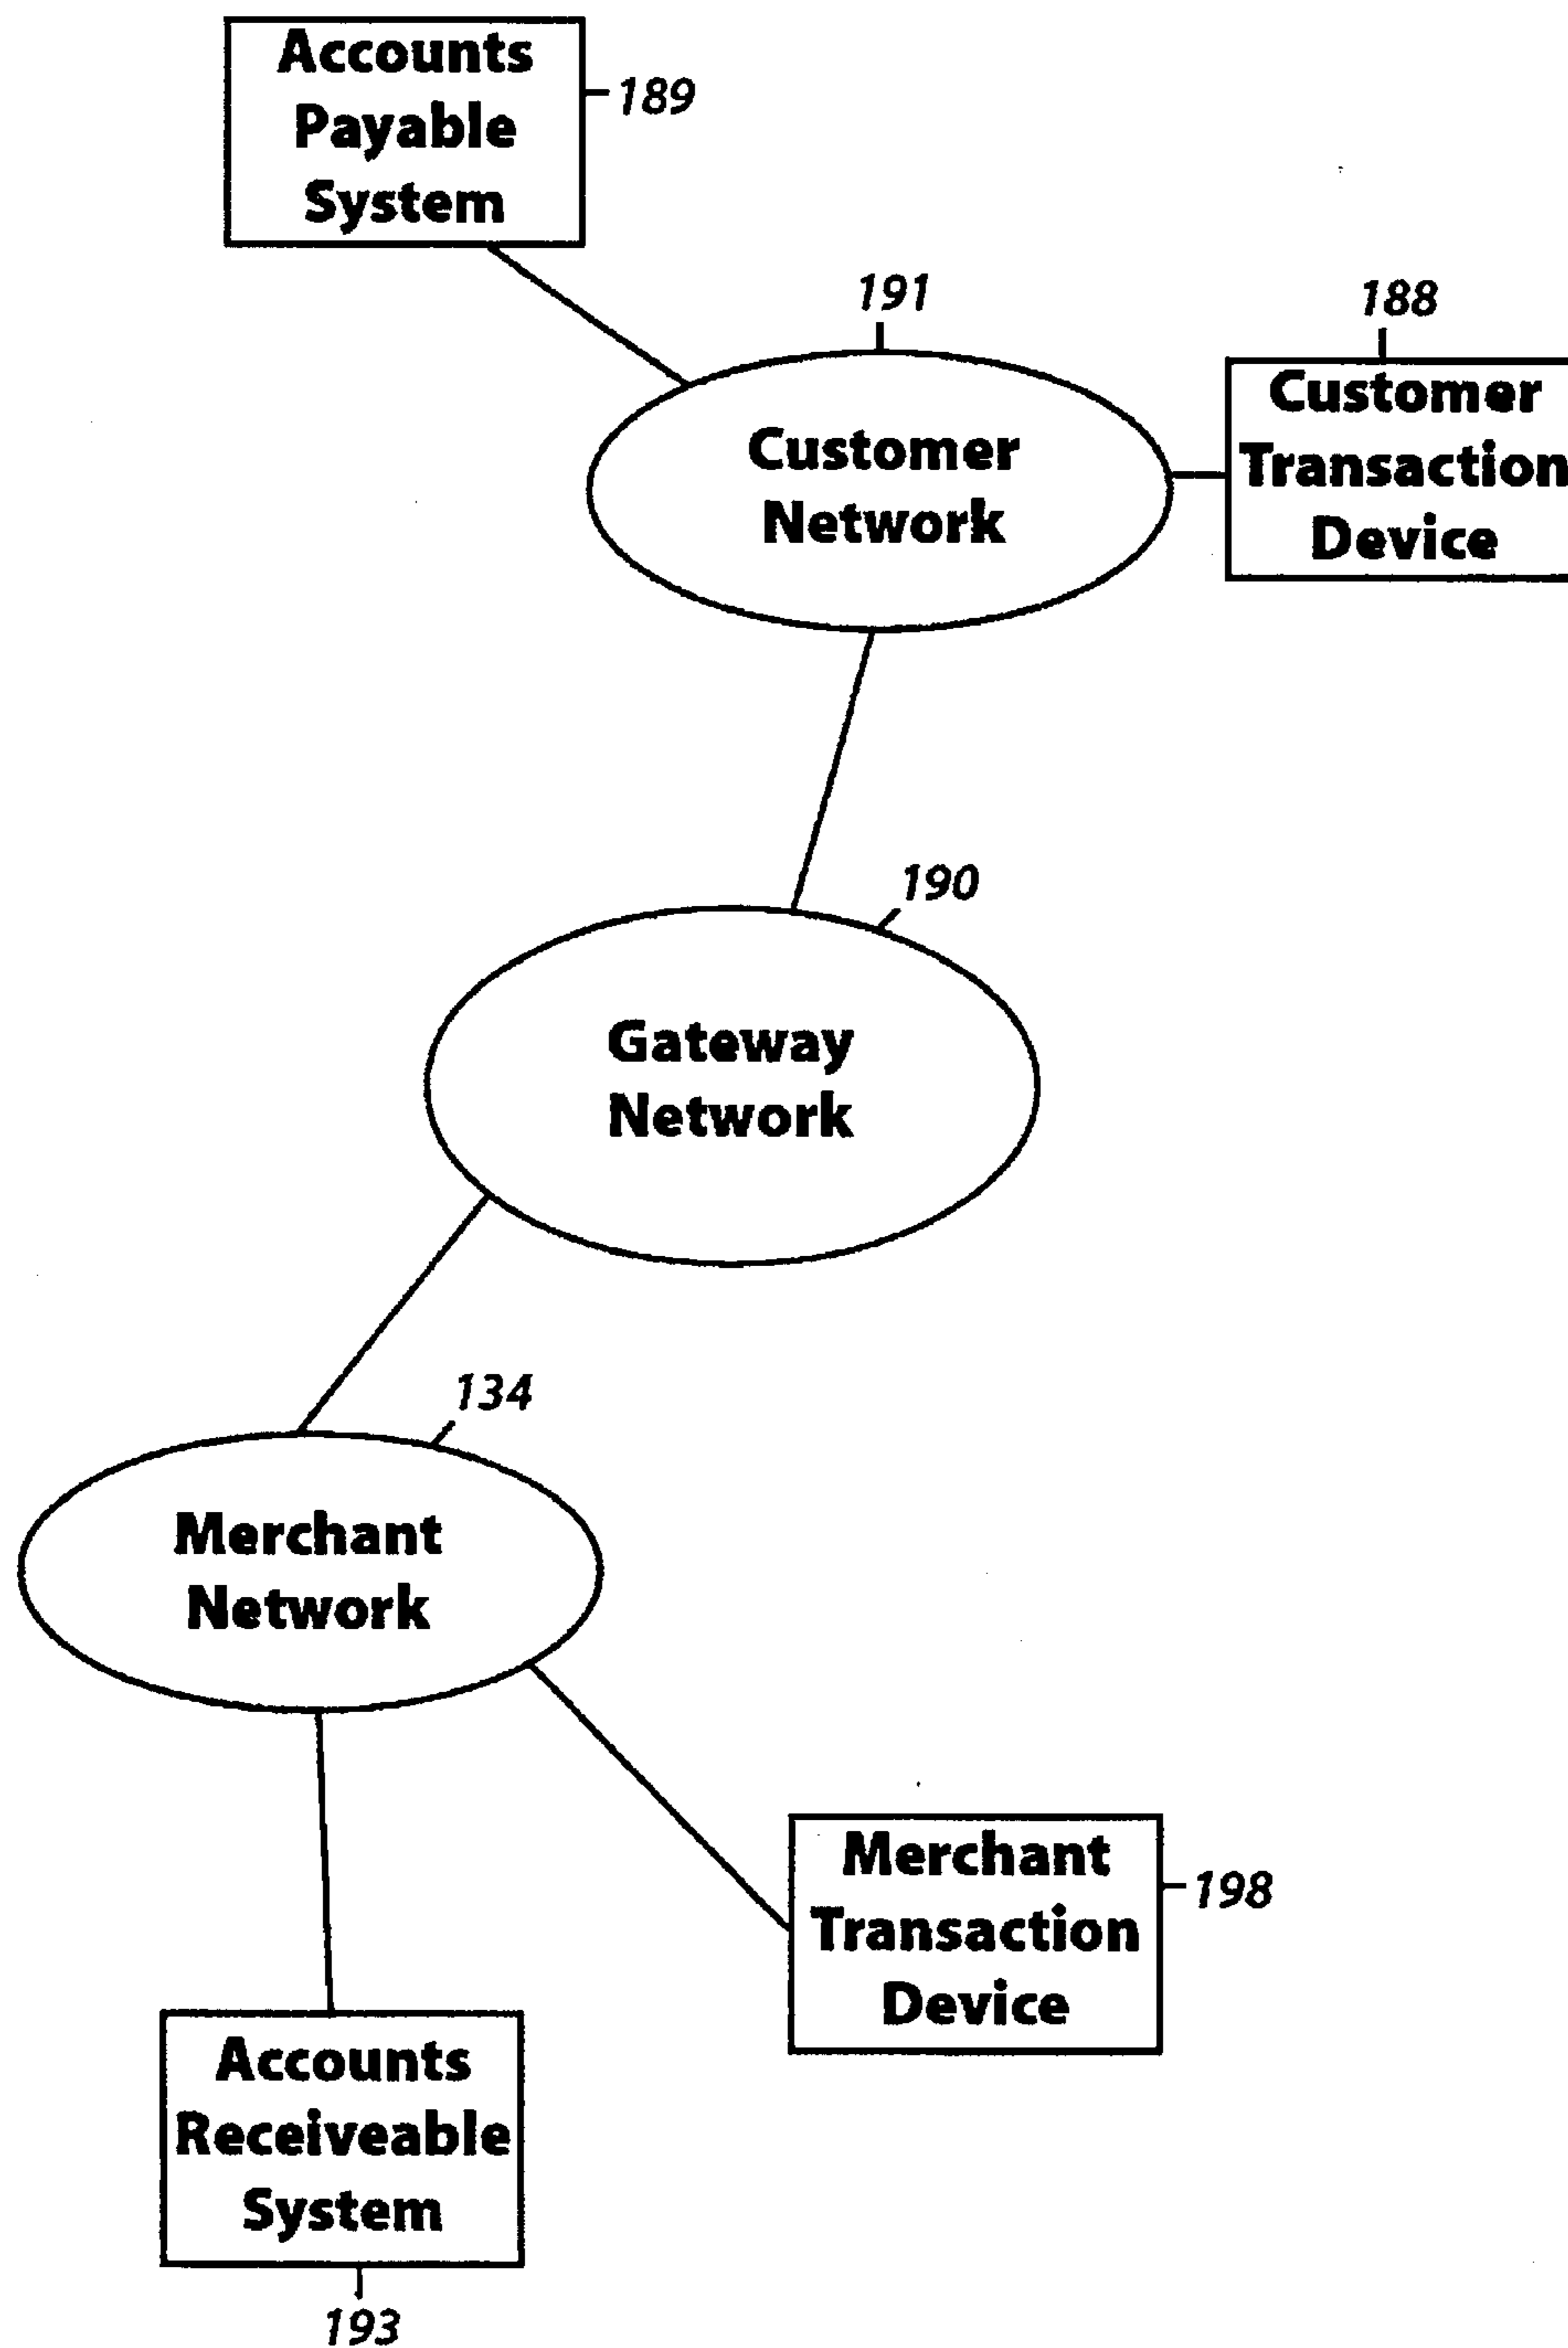 Accounts
Payable
System
189
191
188
Customer
Network
Customer
Transaction
Device
190
Gateway
Network
134
Merchant
Network
Merchant
Transaction
Device
198
Accounts
Receiveable
System
193